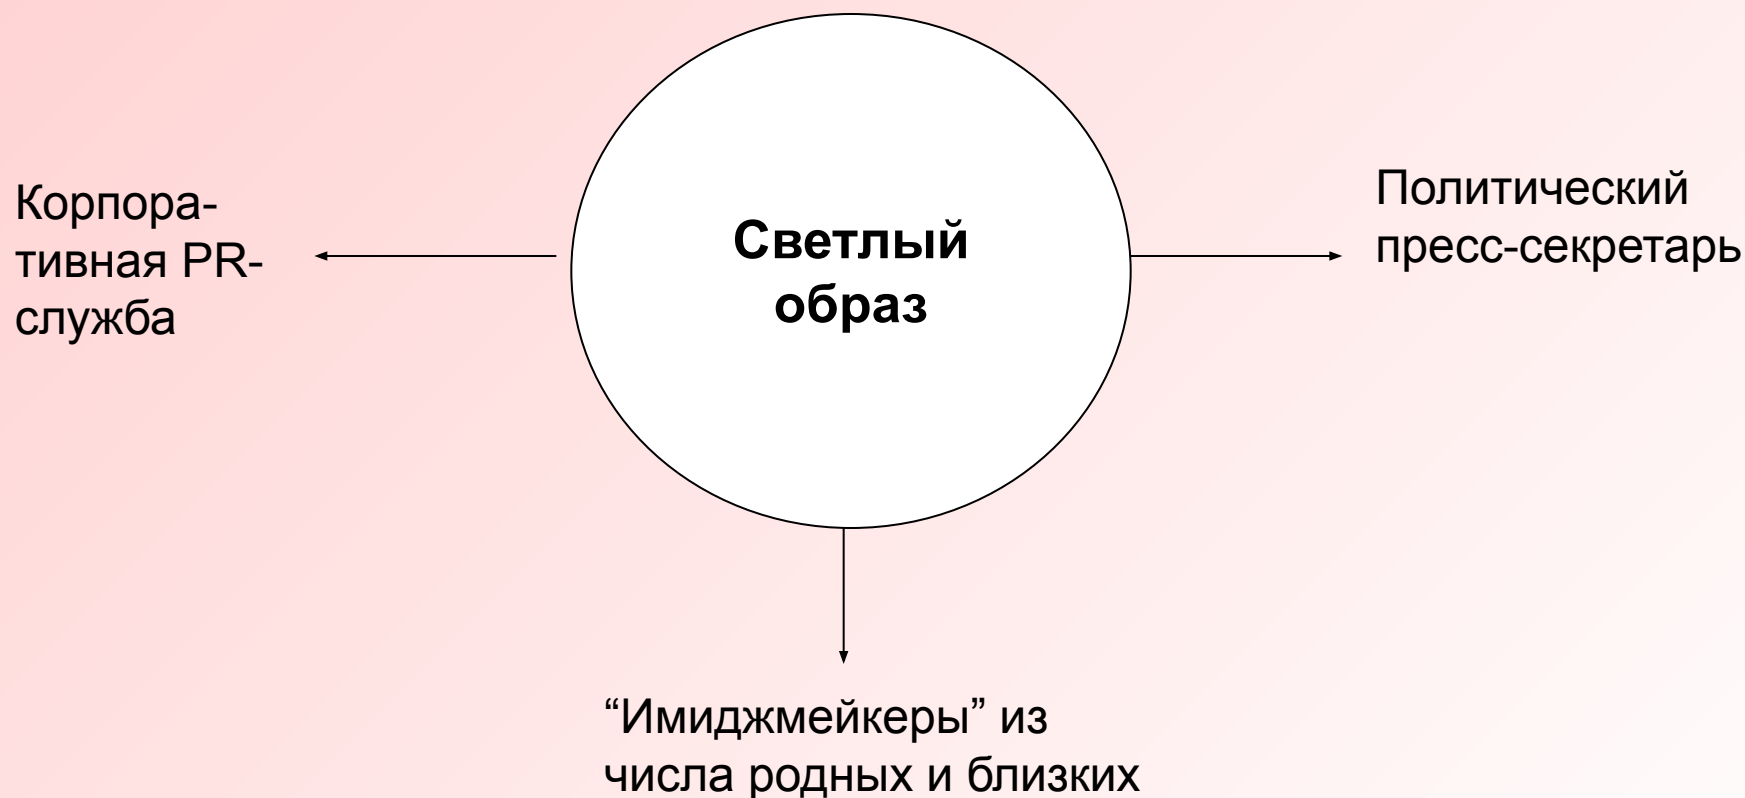 Корпора-
тивная PR-
служба
Светлый
образ
Политический
пресс-секретарь
“Имиджмейкеры” из
числа родных и близких